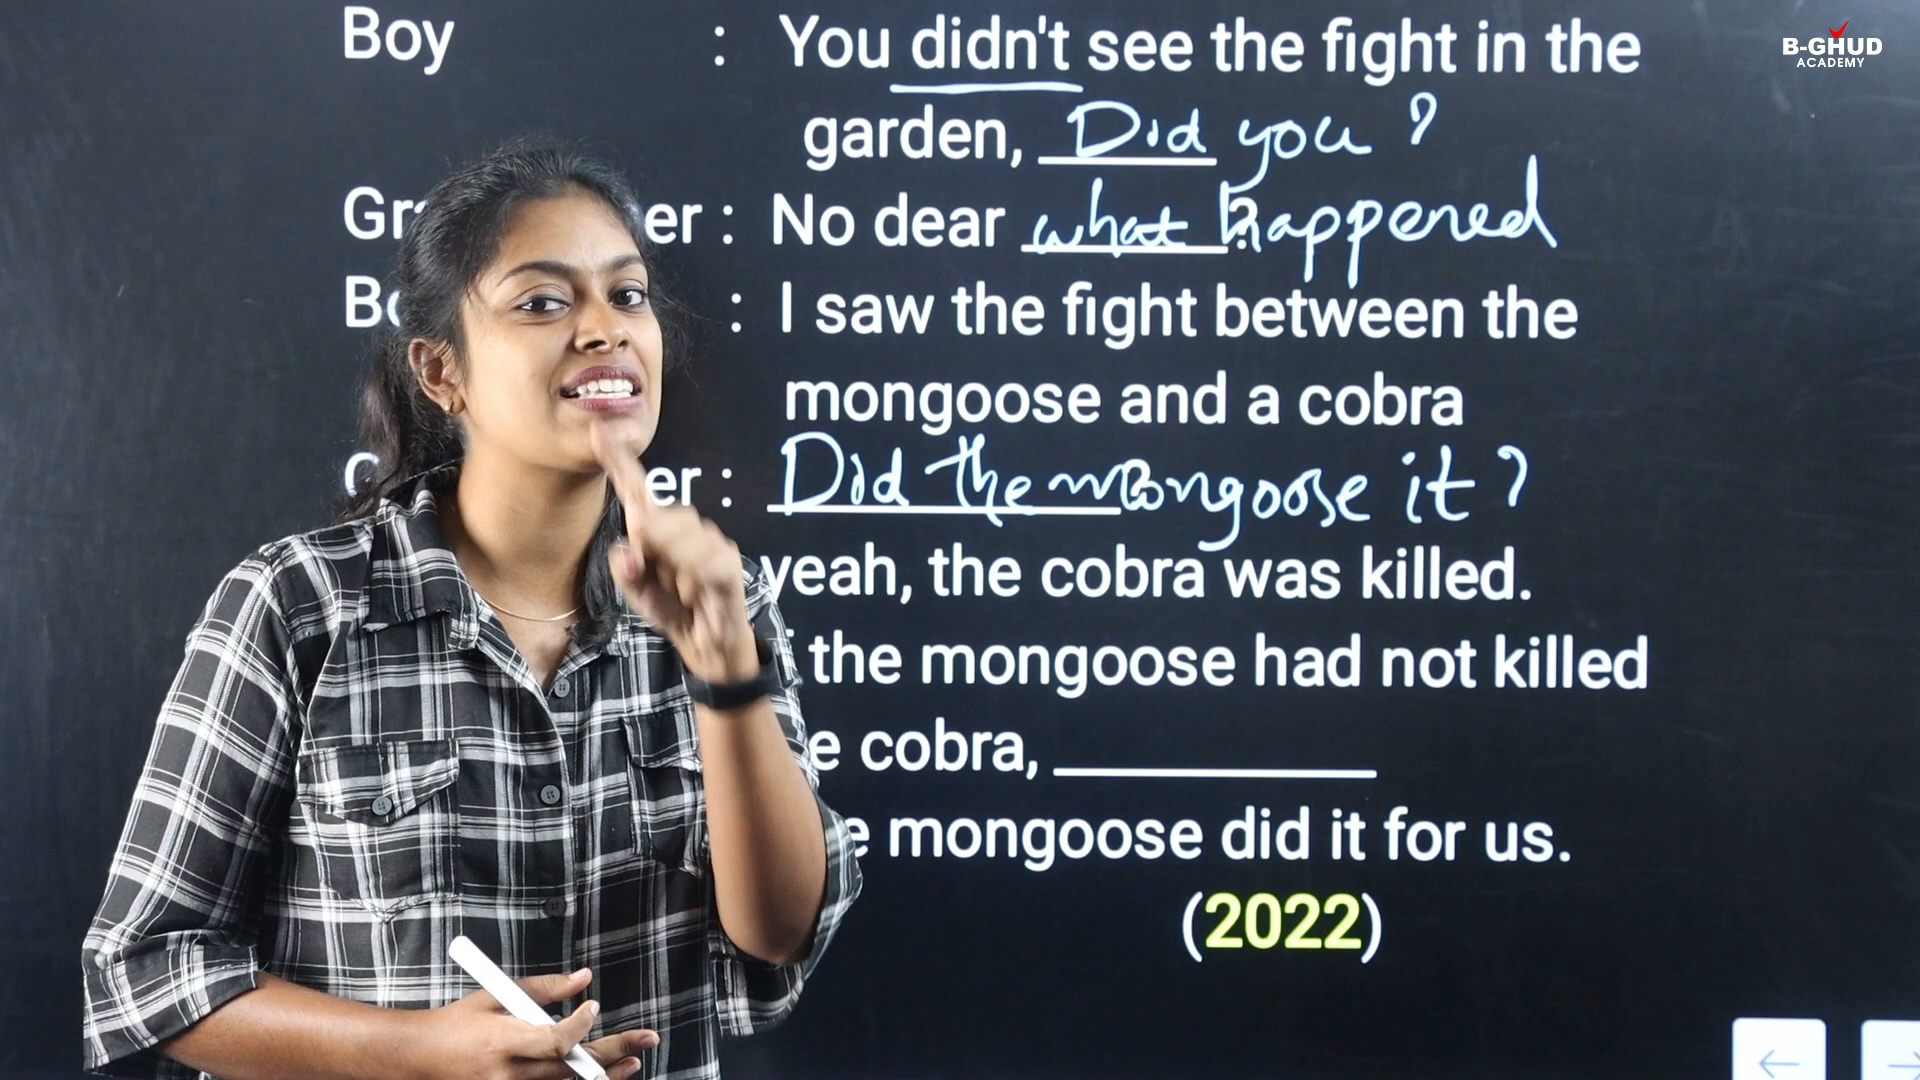 B-GHUD
ACADEMY
Boy : You didn't see the fight in the
garden, Did you ?
er : No dear what happened ?
: I saw the fight between the
mongoose and a cobra
er : Did the mongoose it ?
yeah, the cobra was killed.
the mongoose had not killed
cobra, ____________
mongoose did it for us.
(2022)